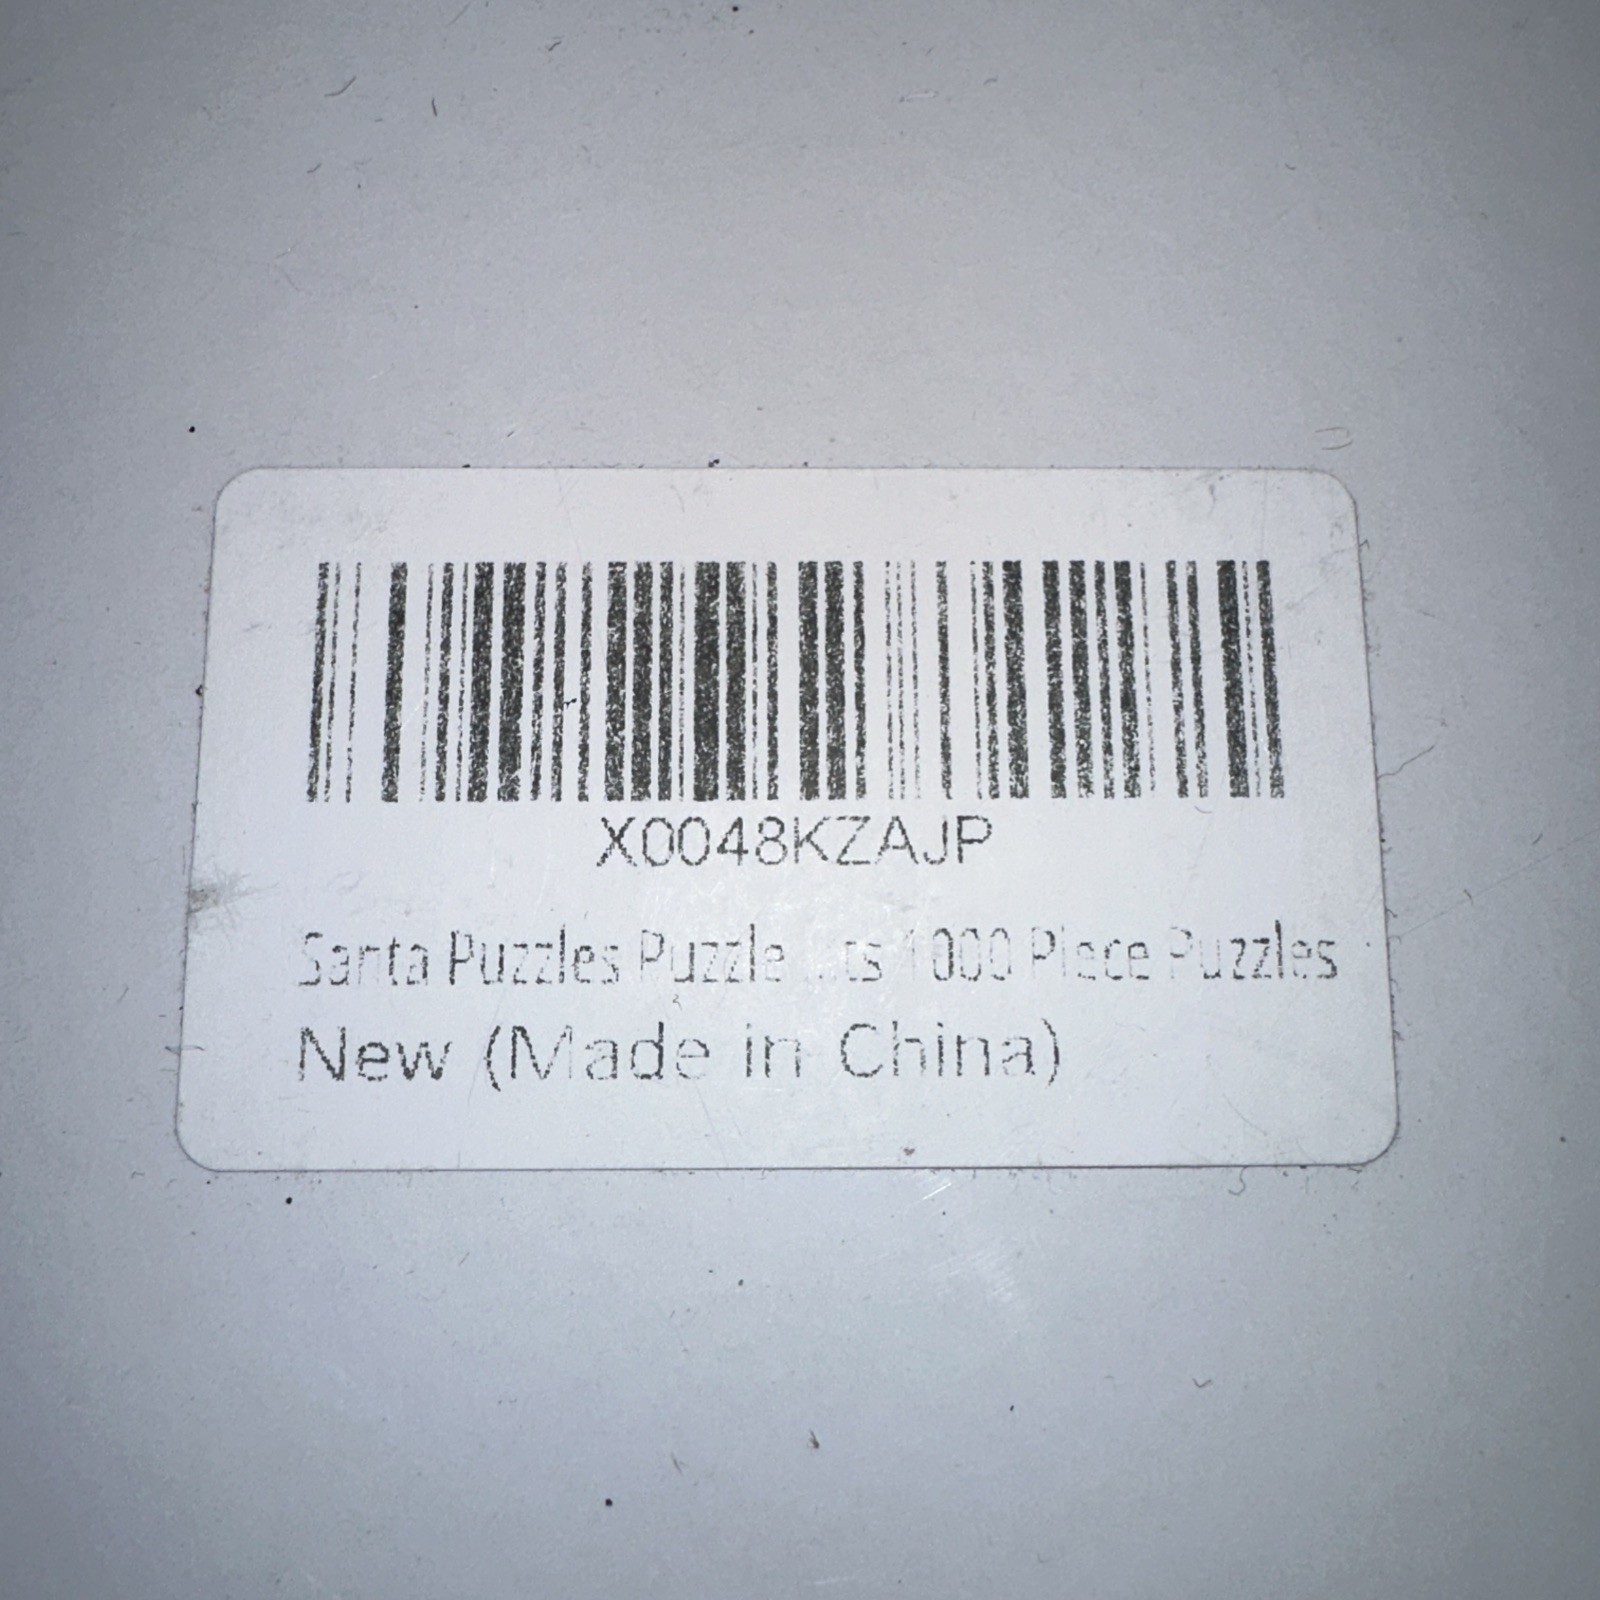 X0048KZAJP
Santa Puzzles Puzzle 1000 Piece Puzzles
New (Made in China)